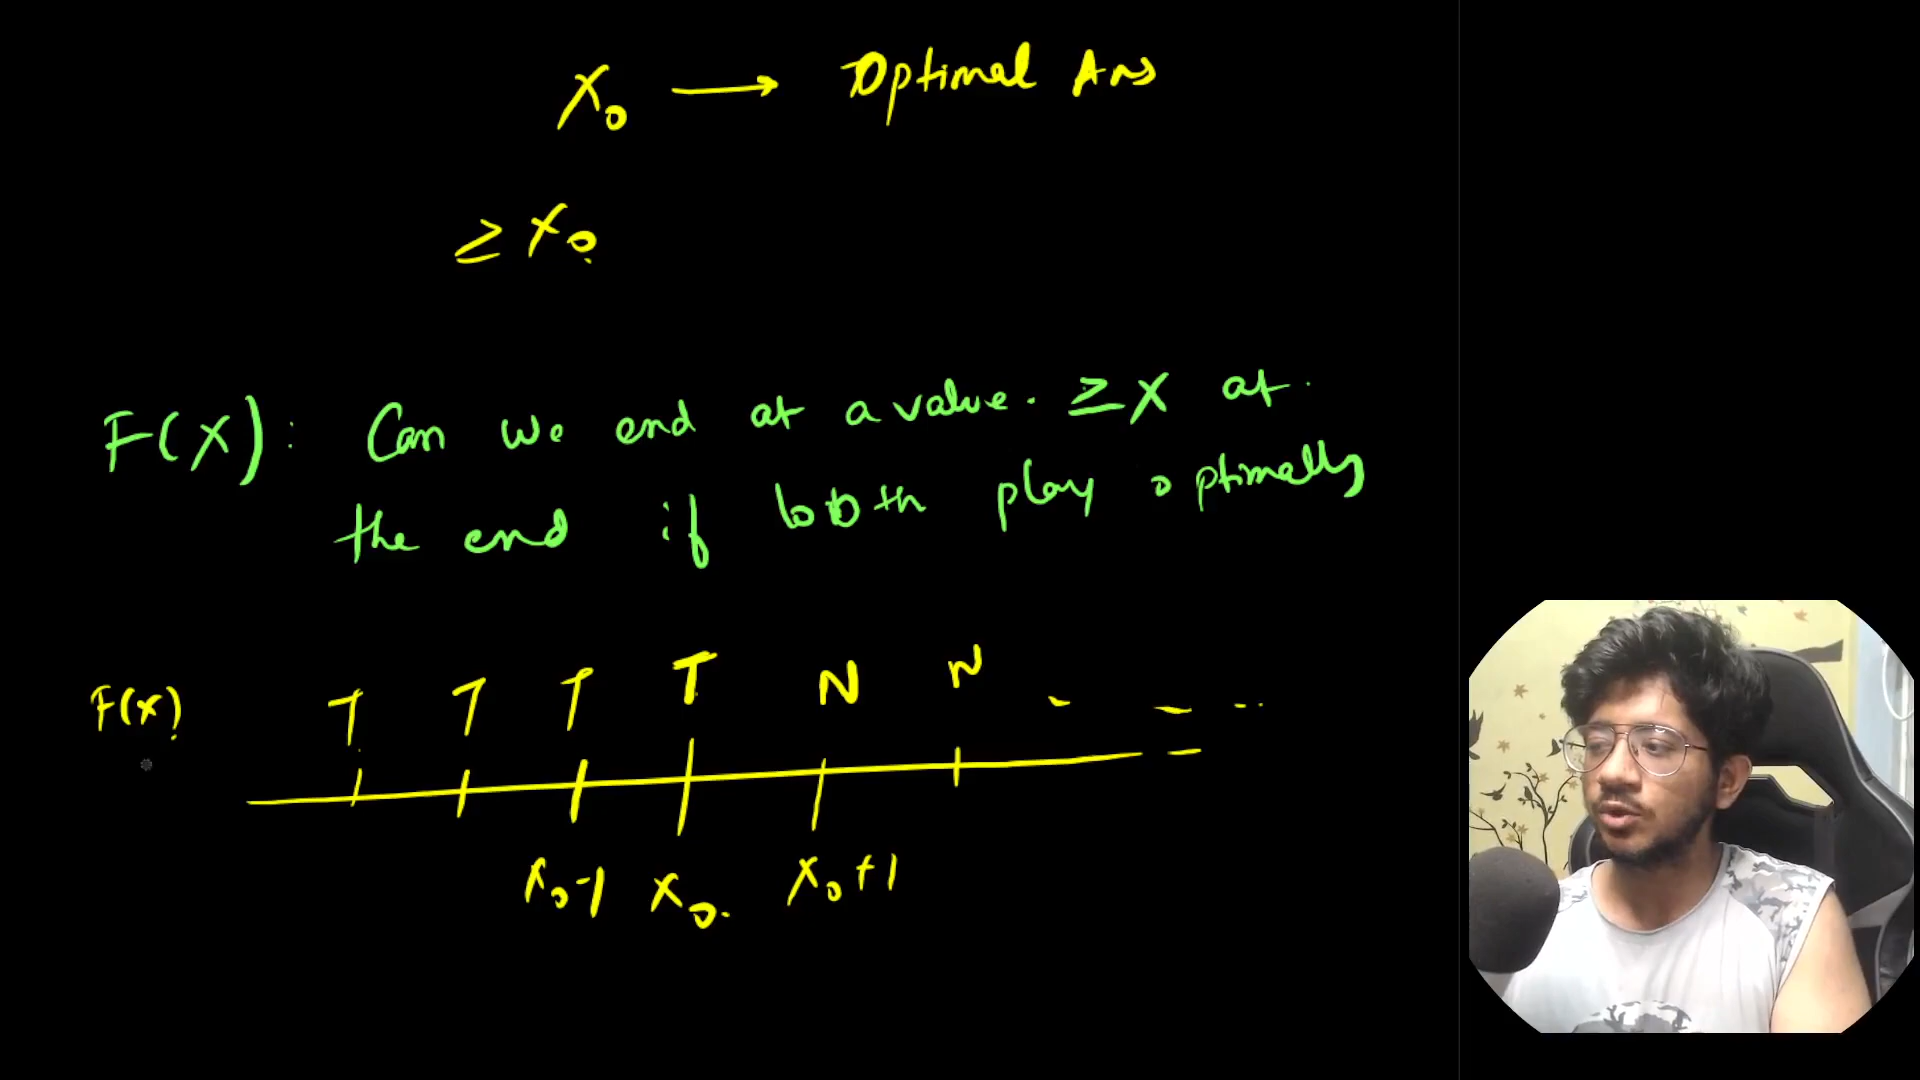 X₀ → Optimal Ans
≥ X₀
F(X): Can we end at a value. ≥ X at.
the end if both play optimally
F(x) T T T T N N - - - ..
X₀-1 X₀. X₀+1